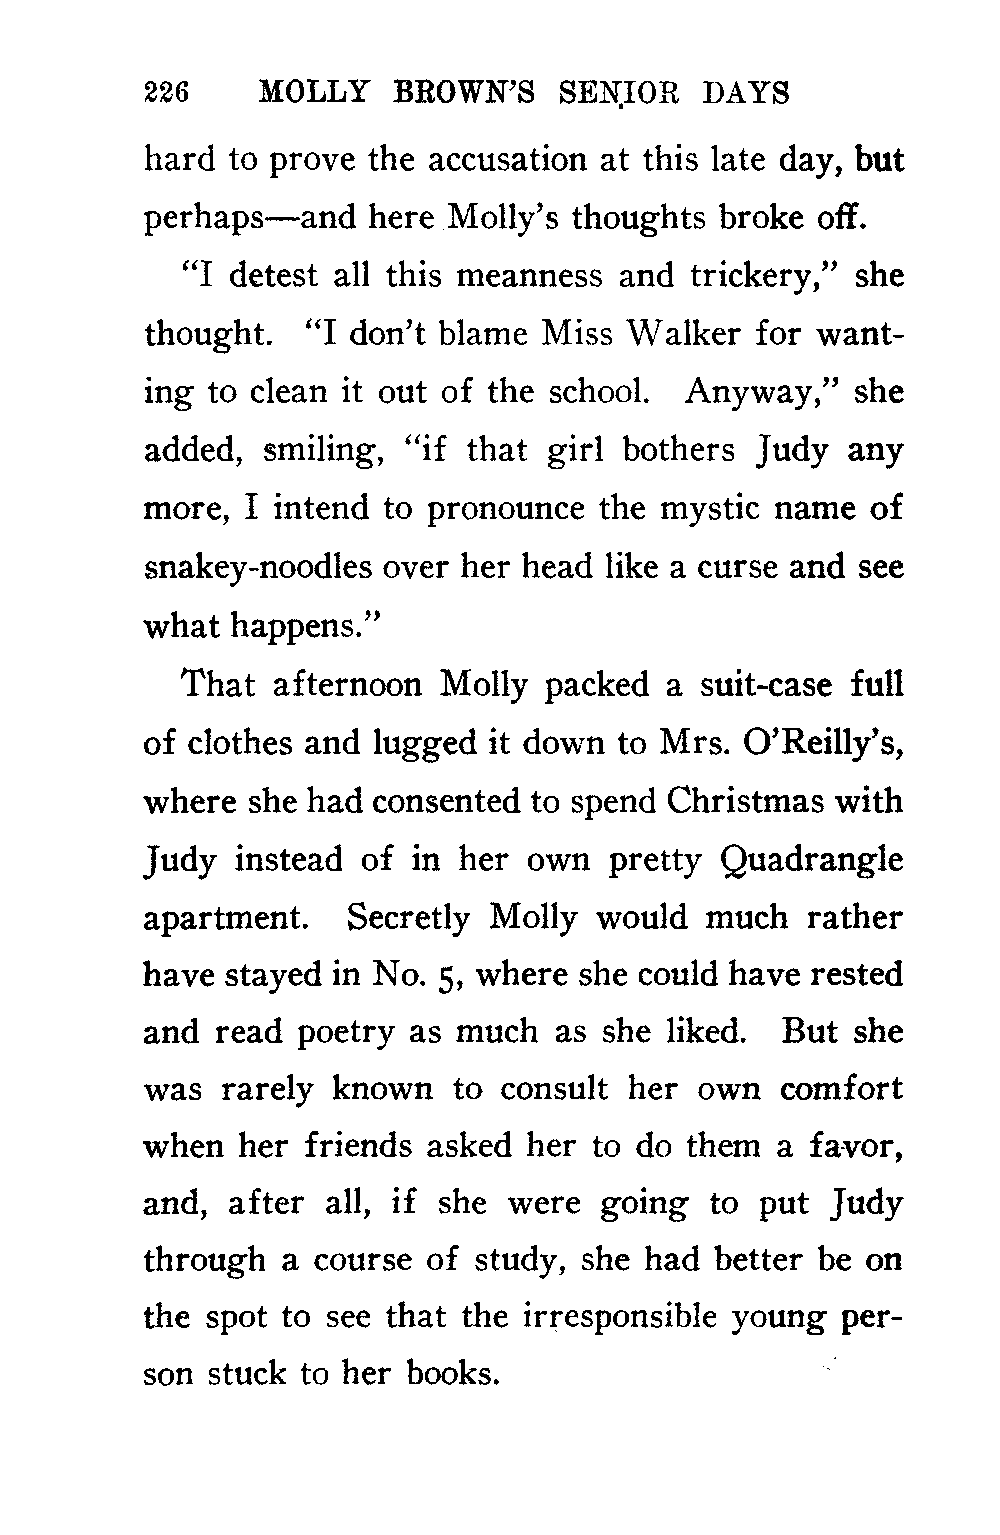 226 MOLLY BROWN'S SENIOR DAYS
hard to prove the accusation at this late day, but
perhaps—and here Molly's thoughts broke off.
"I detest all this meanness and trickery," she
thought. "I don't blame Miss Walker for want-
ing to clean it out of the school. Anyway," she
added, smiling, "if that girl bothers Judy any
more, I intend to pronounce the mystic name of
snakey-noodles over her head like a curse and see
what happens."
That afternoon Molly packed a suit-case full
of clothes and lugged it down to Mrs. O'Reilly's,
where she had consented to spend Christmas with
Judy instead of in her own pretty Quadrangle
apartment. Secretly Molly would much rather
have stayed in No. 5, where she could have rested
and read poetry as much as she liked. But she
was rarely known to consult her own comfort
when her friends asked her to do them a favor,
and, after all, if she were going to put Judy
through a course of study, she had better be on
the spot to see that the irresponsible young per-
son stuck to her books.